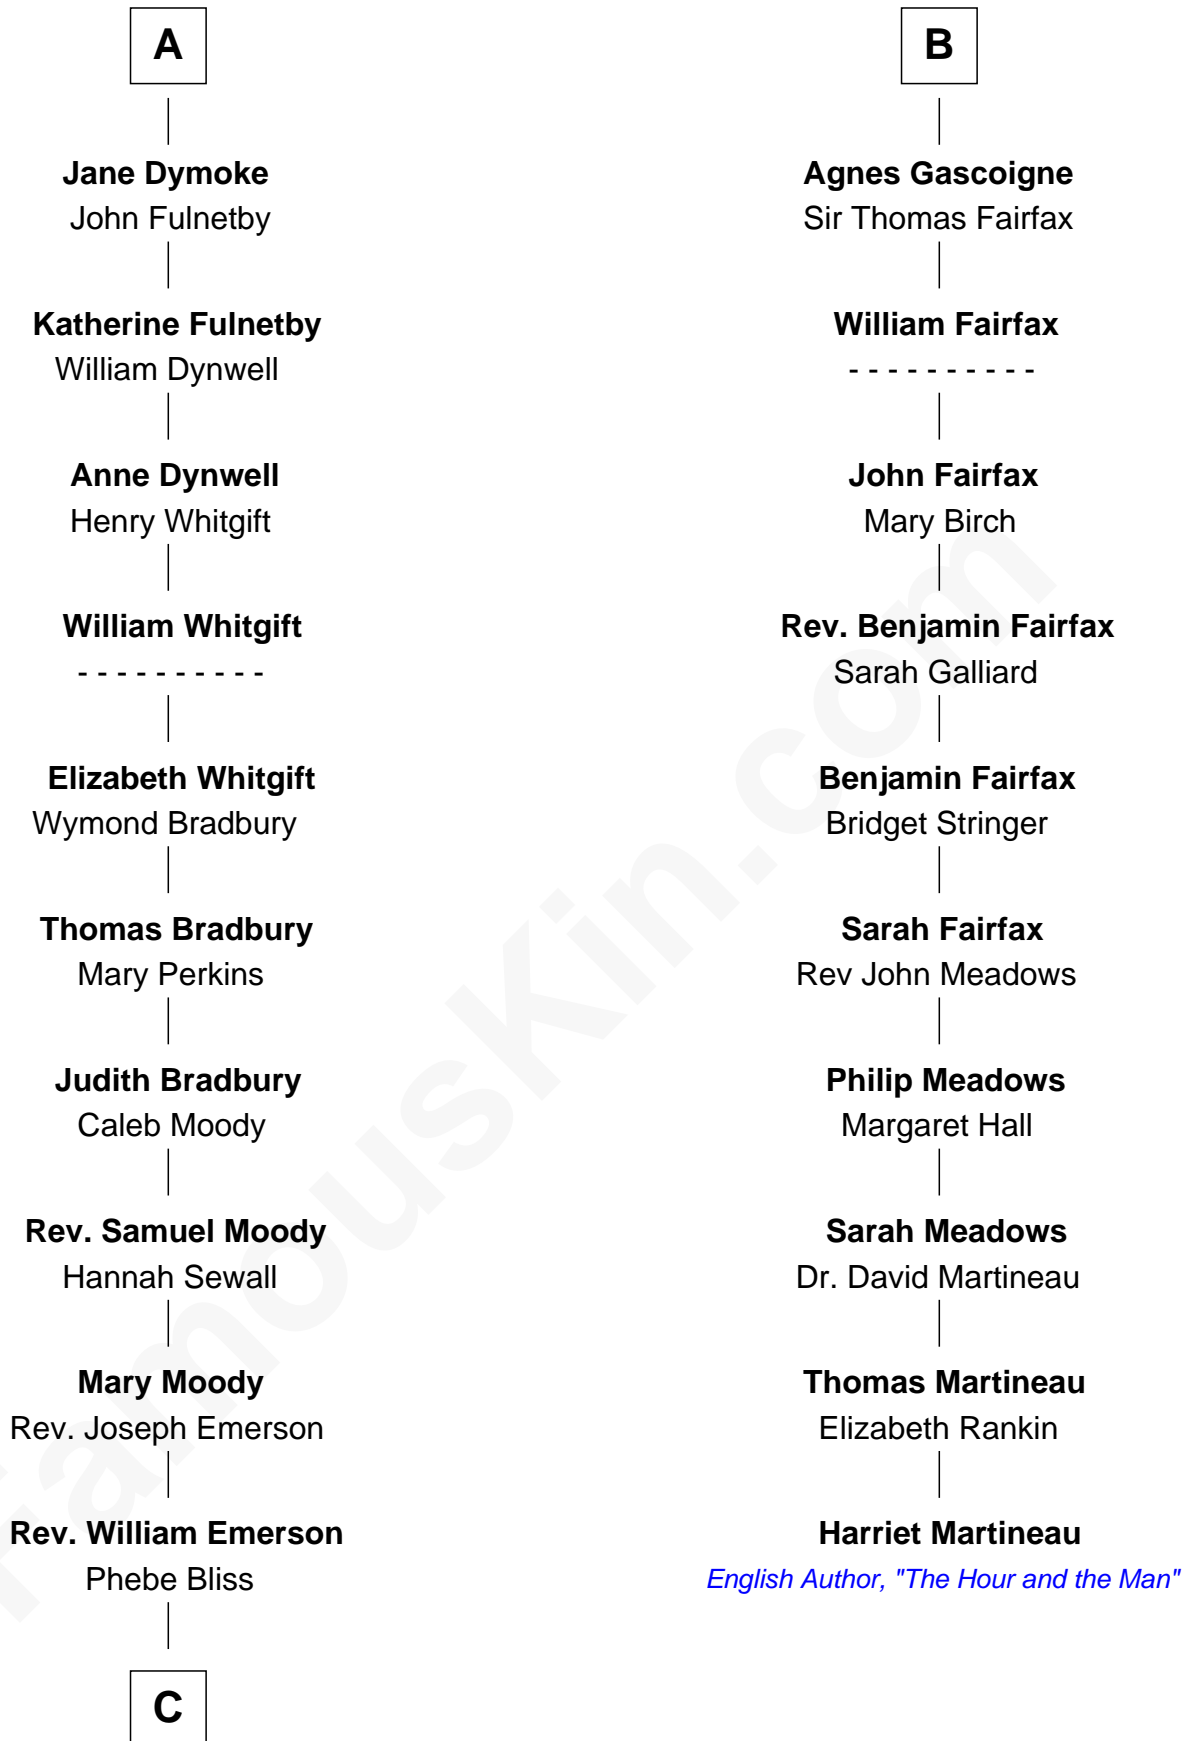 A
Jane Dymoke
John Fulnetby
Katherine Fulnetby
William Dynwell
Anne Dynwell
Henry Whitgift
William Whitgift
- - - - - - - - - -
Elizabeth Whitgift
Wymond Bradbury
Thomas Bradbury
Mary Perkins
Judith Bradbury
Caleb Moody
Rev. Samuel Moody
Hannah Sewall
Mary Moody
Rev. Joseph Emerson
Rev. William Emerson
Phebe Bliss
C
B
Agnes Gascoigne
Sir Thomas Fairfax
William Fairfax
- - - - - - - - - -
John Fairfax
Mary Birch
Rev. Benjamin Fairfax
Sarah Galliard
Benjamin Fairfax
Bridget Stringer
Sarah Fairfax
Rev John Meadows
Philip Meadows
Margaret Hall
Sarah Meadows
Dr. David Martineau
Thomas Martineau
Elizabeth Rankin
Harriet Martineau
English Author, "The Hour and the Man"
FamousKin.com